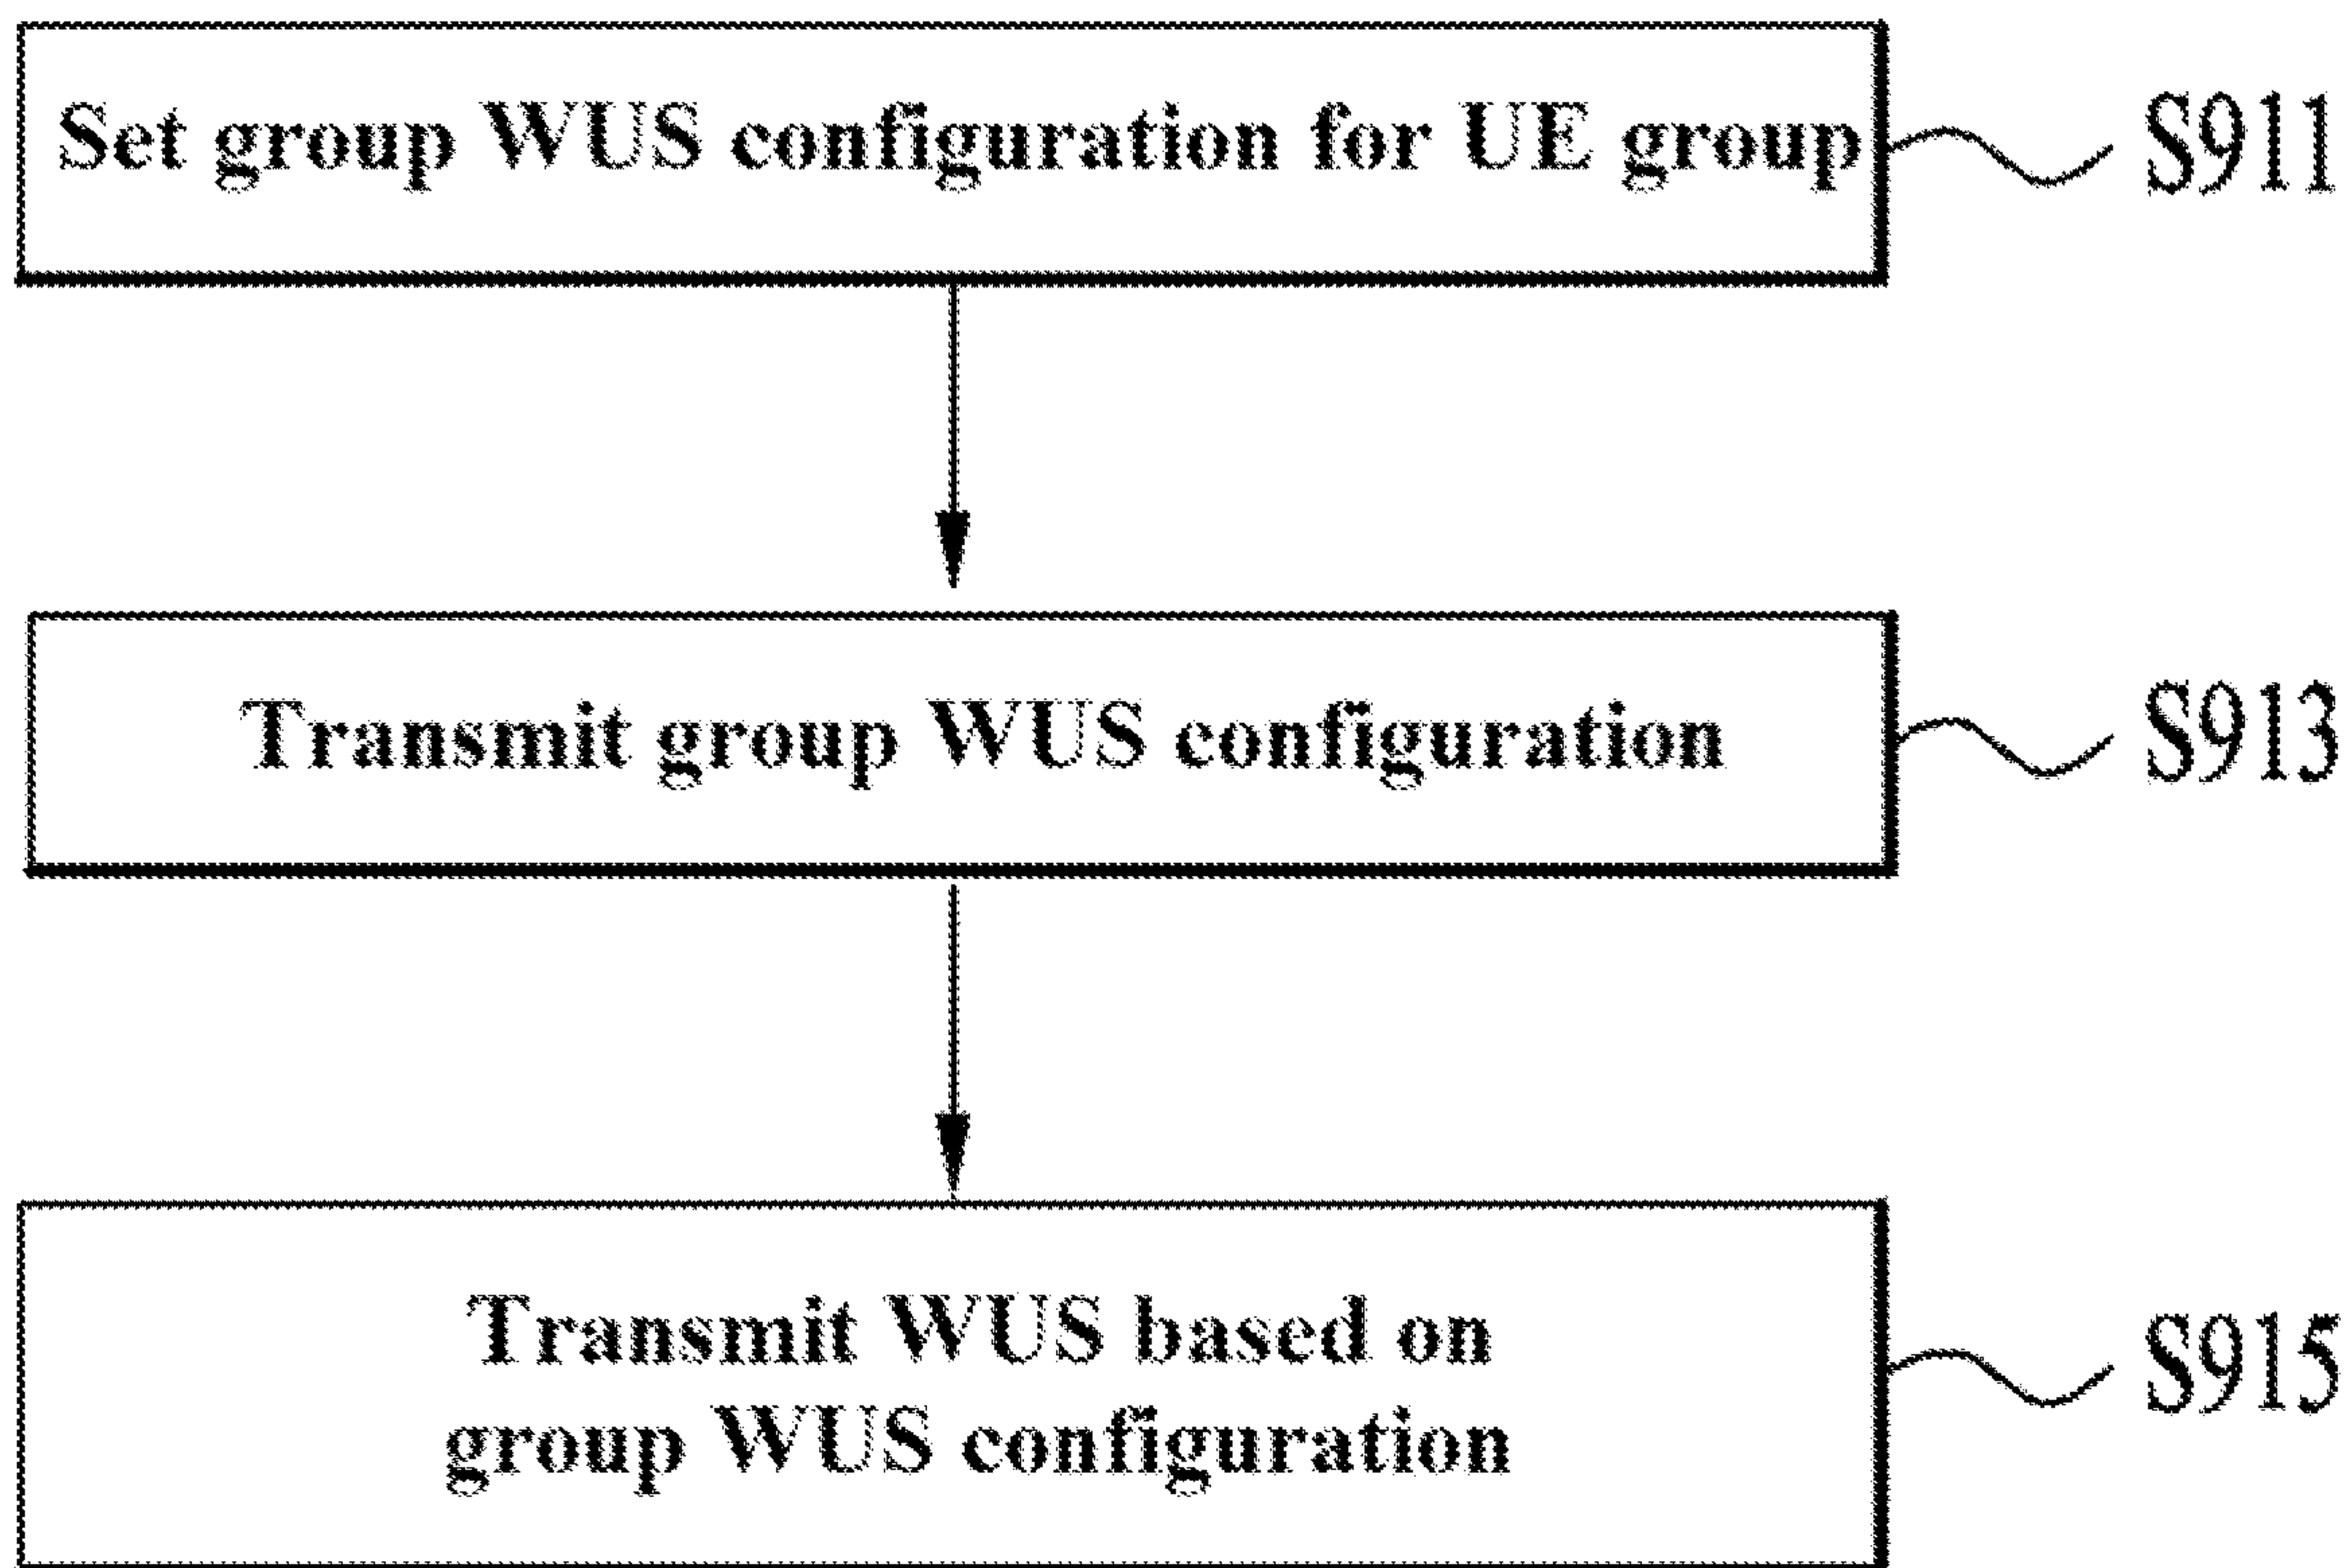 Set group WUS configuration for UE group
S911
Transmit group WUS configuration
S913
Transmit WUS based on
group WUS configuration
S915